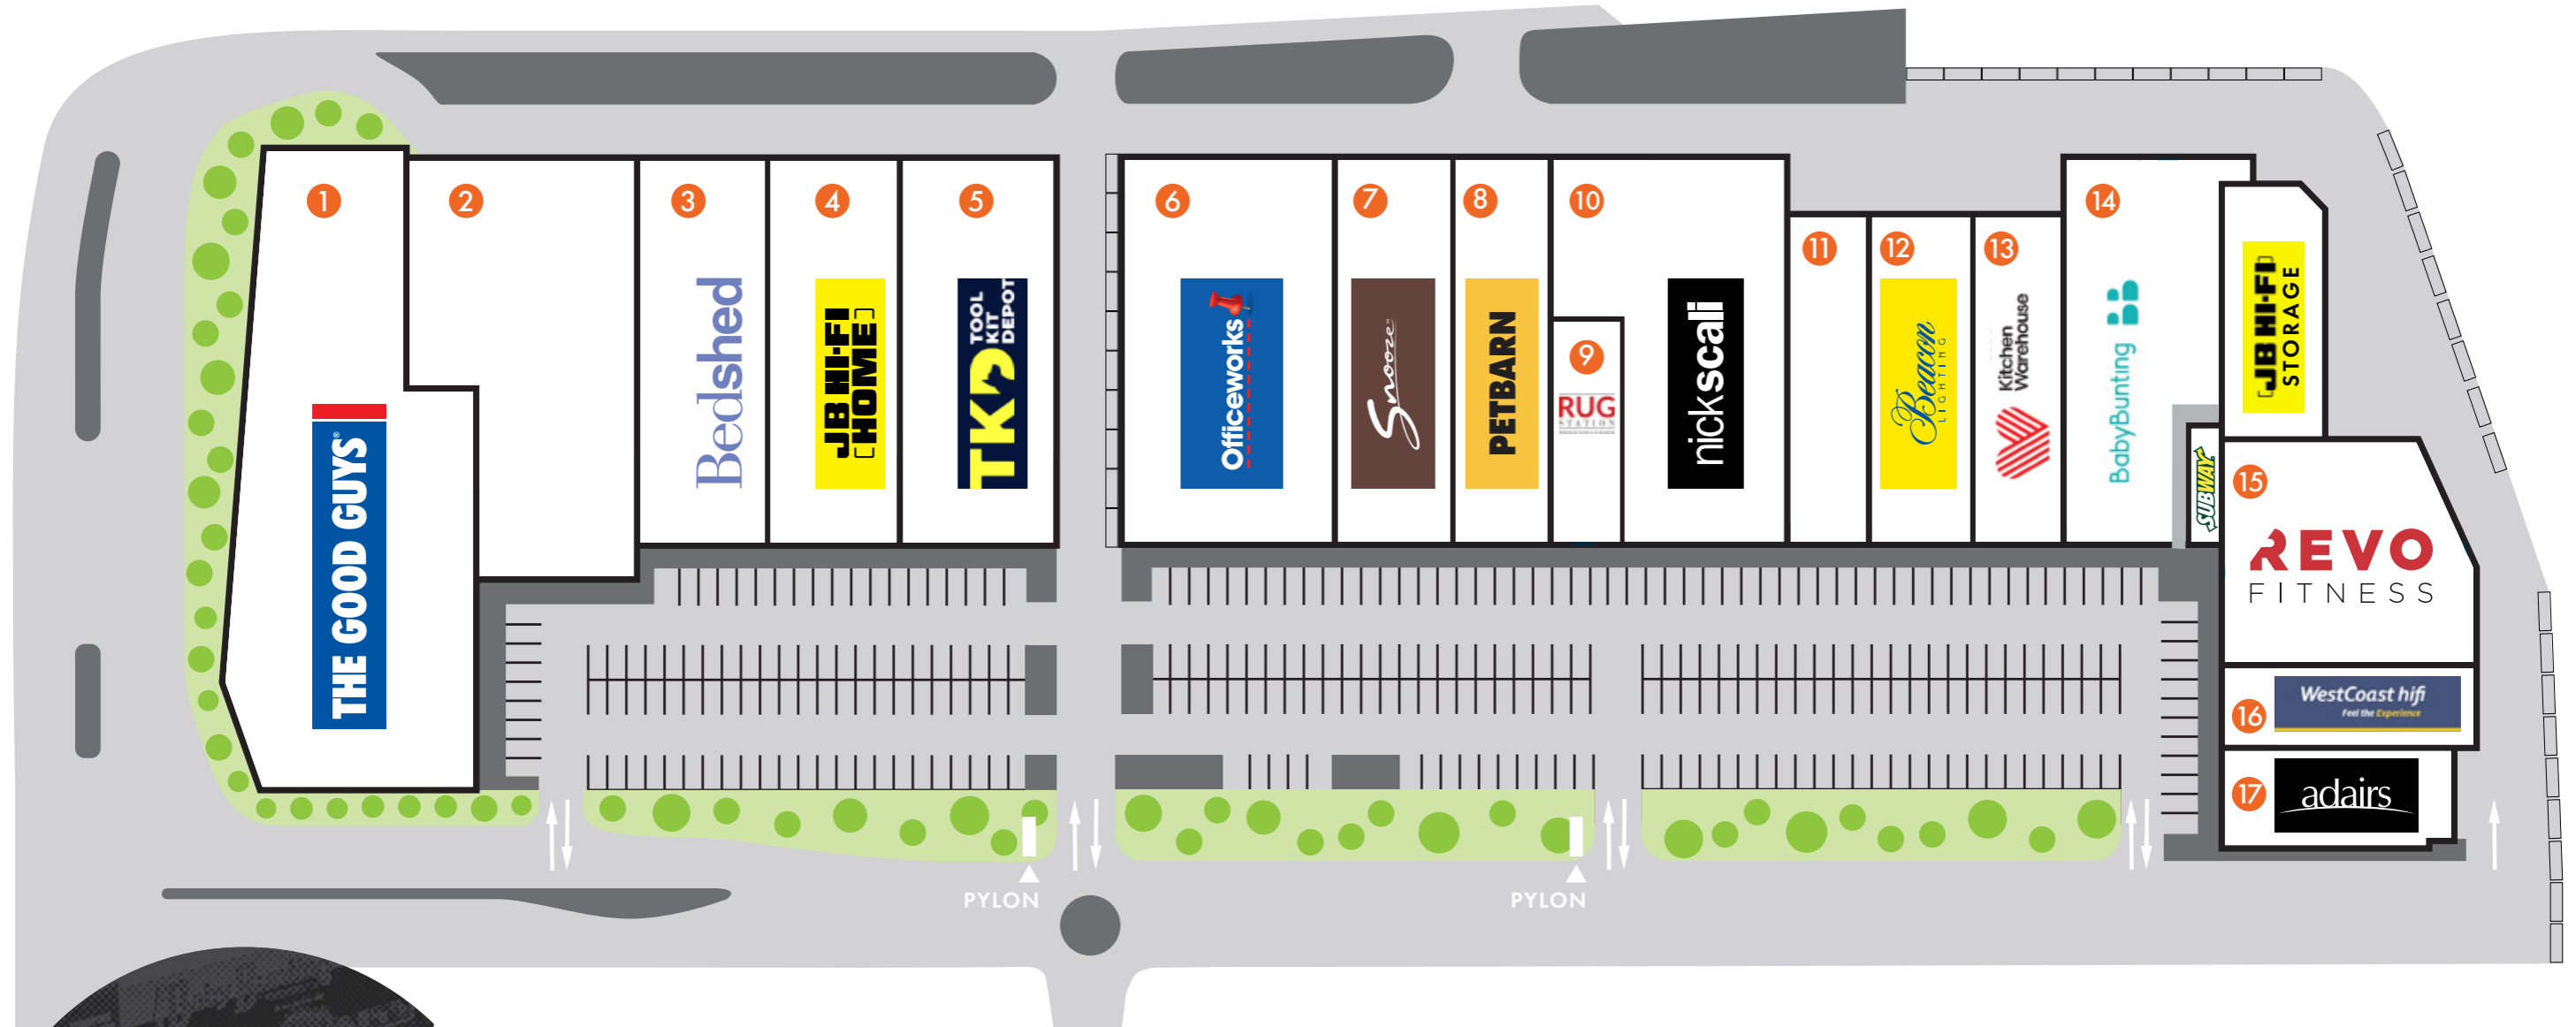 1
THE GOOD GUYS®
2
3
Bedshed
4
JB HI-FI
HOME
5
TKD TOOL
KIT
DEPOT
6
Officeworks
7
Snooze
8
PETBARN
9
RUG
STATION
10
nickscali
11
12
Beacon
LIGHTING
13
Kitchen
Warehouse
14
BabyBunting
BB
JB HI-FI
STORAGE
SUBWAY
15
REVO
FITNESS
16
WestCoast hifi
Feel the Experience
17
adairs
PYLON
PYLON